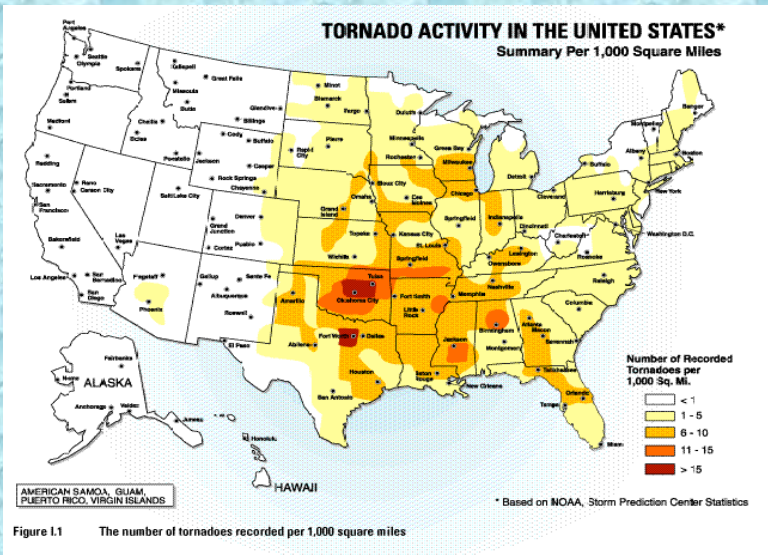 TORNADO ACTIVITY IN THE UNITED STATES*
Summary Per 1,000 Square Miles
Port
Angeles
Seattle
Olympia
Spokane
Portland
Salem
Medford
Kalispell
Great Falls
Missoula
Butte
Glendive
Billings
Challis
Boise
Pocatello
Cody
Buffalo
Jackson
Casper
Rock Springs
Cheyenne
Redding
Sacramento
San
Francisco
Reno
Carson City
Bakersfield
Las
Vegas
Los Angeles
San
Bernardino
San
Diego
Salt Lake City
Denver
Grand
Junction
Cortez
Pueblo
Flagstaff
Phoenix
Gallup
Santa Fe
Albuquerque
Roswell
El Paso
Minot
Bismarck
Fargo
Rapid
City
Pierre
Grand
Island
Omaha
Topeka
Wichita
Tulsa
Oklahoma City
Amarillo
Abilene
Fort Worth
Dallas
Houston
San Antonio
Duluth
Minneapolis
Rochester
Sioux City
Des
Moines
Kansas City
St. Louis
Springfield
Fort Smith
Little
Rock
Green Bay
Milwaukee
Chicago
Springfield
Indianapolis
Detroit
Cleveland
Cincinnati
Lexington
Owensboro
Nashville
Memphis
Birmingham
Jackson
Montgomery
Baton
Rouge
New Orleans
Atlanta
Macon
Savannah
Columbia
Raleigh
Roanoke
Charleston
Tallahassee
Orlando
Tampa
Miami
Buffalo
Harrisburg
Albany
Montpelier
Bangor
Boston
New York
Washington D.C.
Fairbanks
Nome
ALASKA
Anchorage
Valdez
Juneau
Honolulu
HAWAII
Number of Recorded
Tornadoes per
1,000 Sq. Mi.
< 1
1 - 5
6 - 10
11 - 15
> 15
AMERICAN SAMOA, GUAM,
PUERTO RICO, VIRGIN ISLANDS
* Based on NOAA, Storm Prediction Center Statistics
Figure I.1 The number of tornadoes recorded per 1,000 square miles